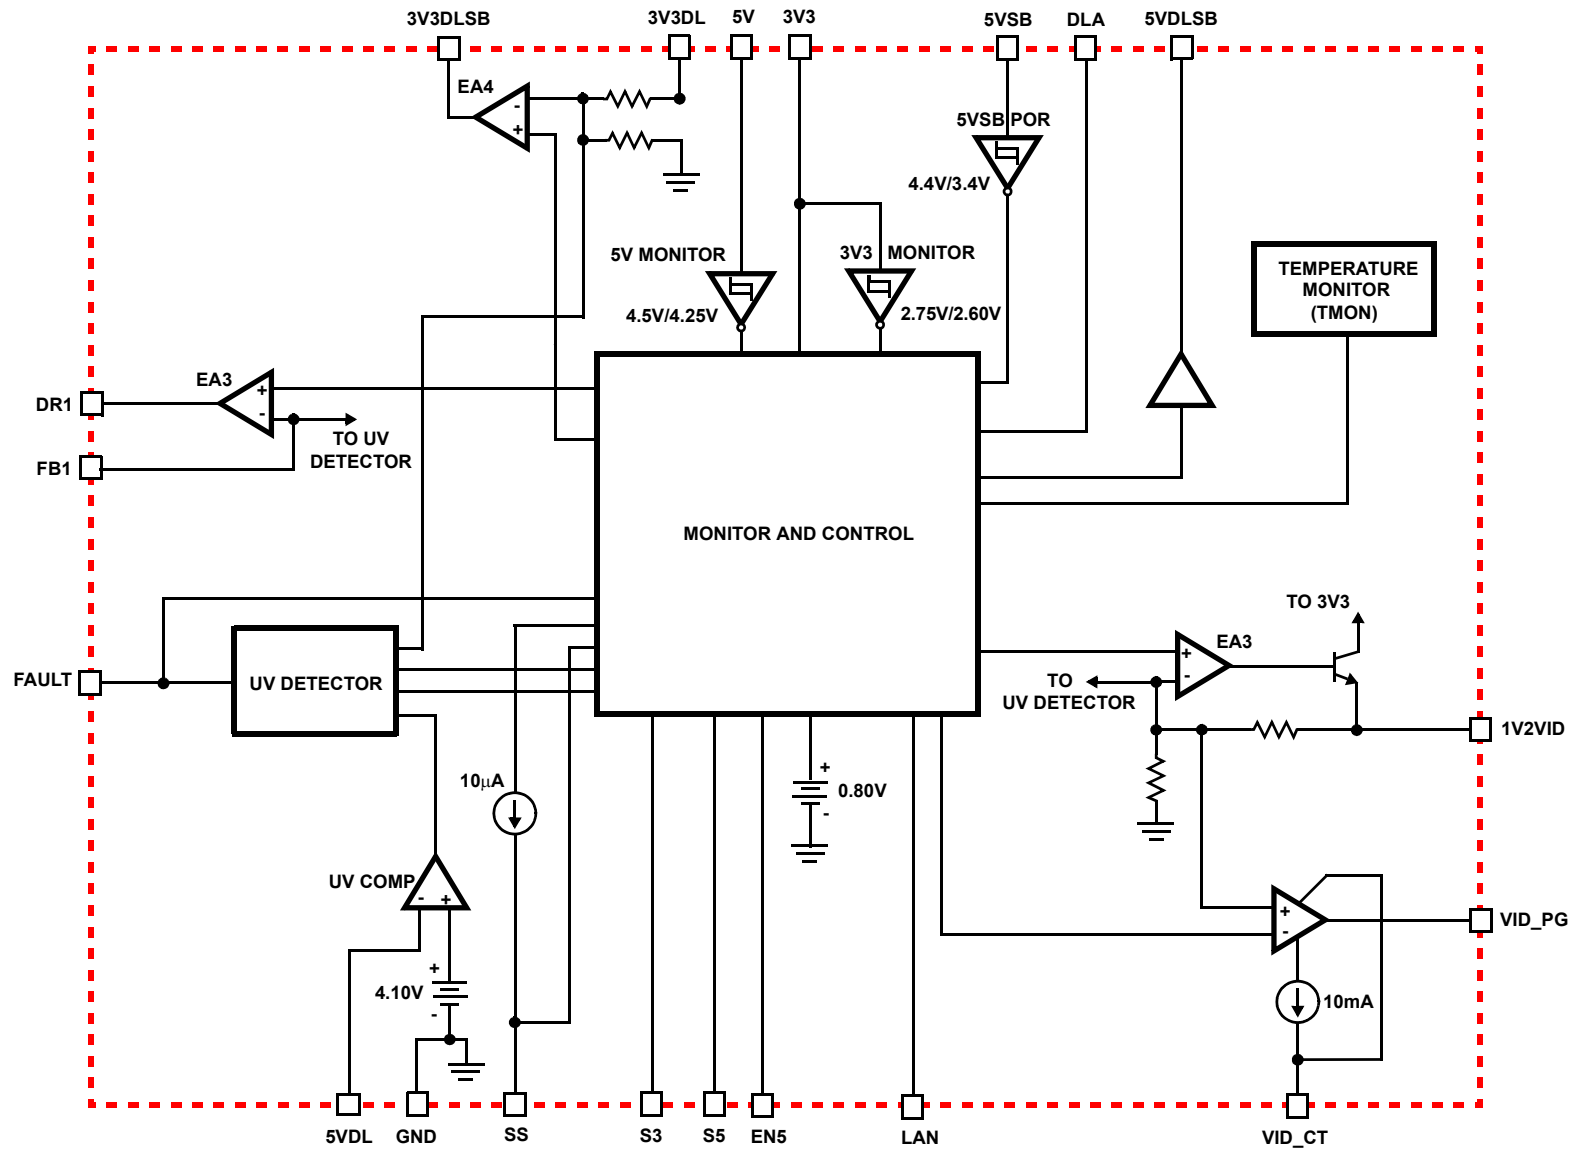 3V3DLSB
3V3DL
5V
3V3
5VSB
DLA
5VDLSB
EA4
-
+
5VSB POR
4.4V/3.4V
5V MONITOR
3V3 MONITOR
4.5V/4.25V
2.75V/2.60V
TEMPERATURE
MONITOR
(TMON)
EA3
+
-
DR1
TO UV
DETECTOR
FB1
MONITOR AND CONTROL
TO 3V3
EA3
+
-
TO
UV DETECTOR
FAULT
UV DETECTOR
1V2VID
10μA
+
0.80V
-
UV COMP
-
+
+
4.10V
-
+
-
VID_PG
10mA
5VDL
GND
SS
S3
S5
EN5
LAN
VID_CT